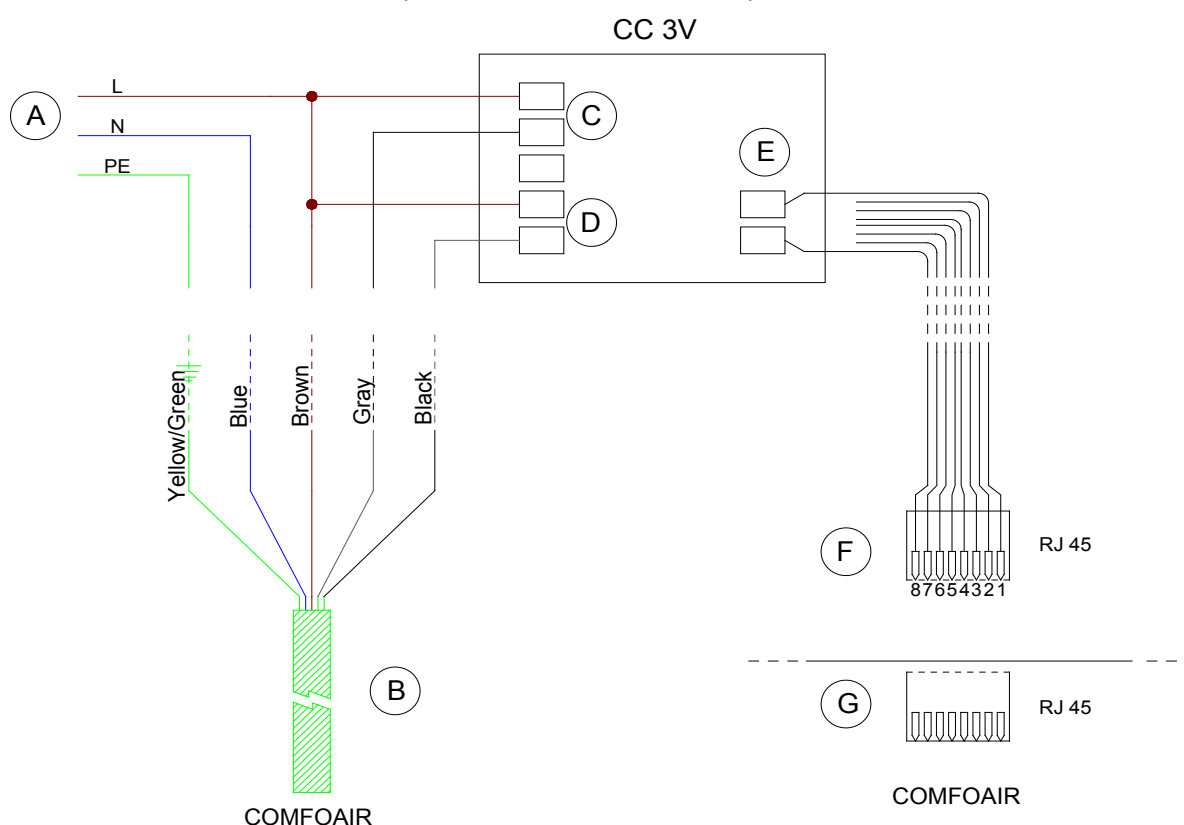 CC 3V
L
A
N
PE
C
D
E
Yellow/Green
Blue
Brown
Gray
Black
F
RJ 45
87654321
B
G
RJ 45
COMFOAIR
COMFOAIR